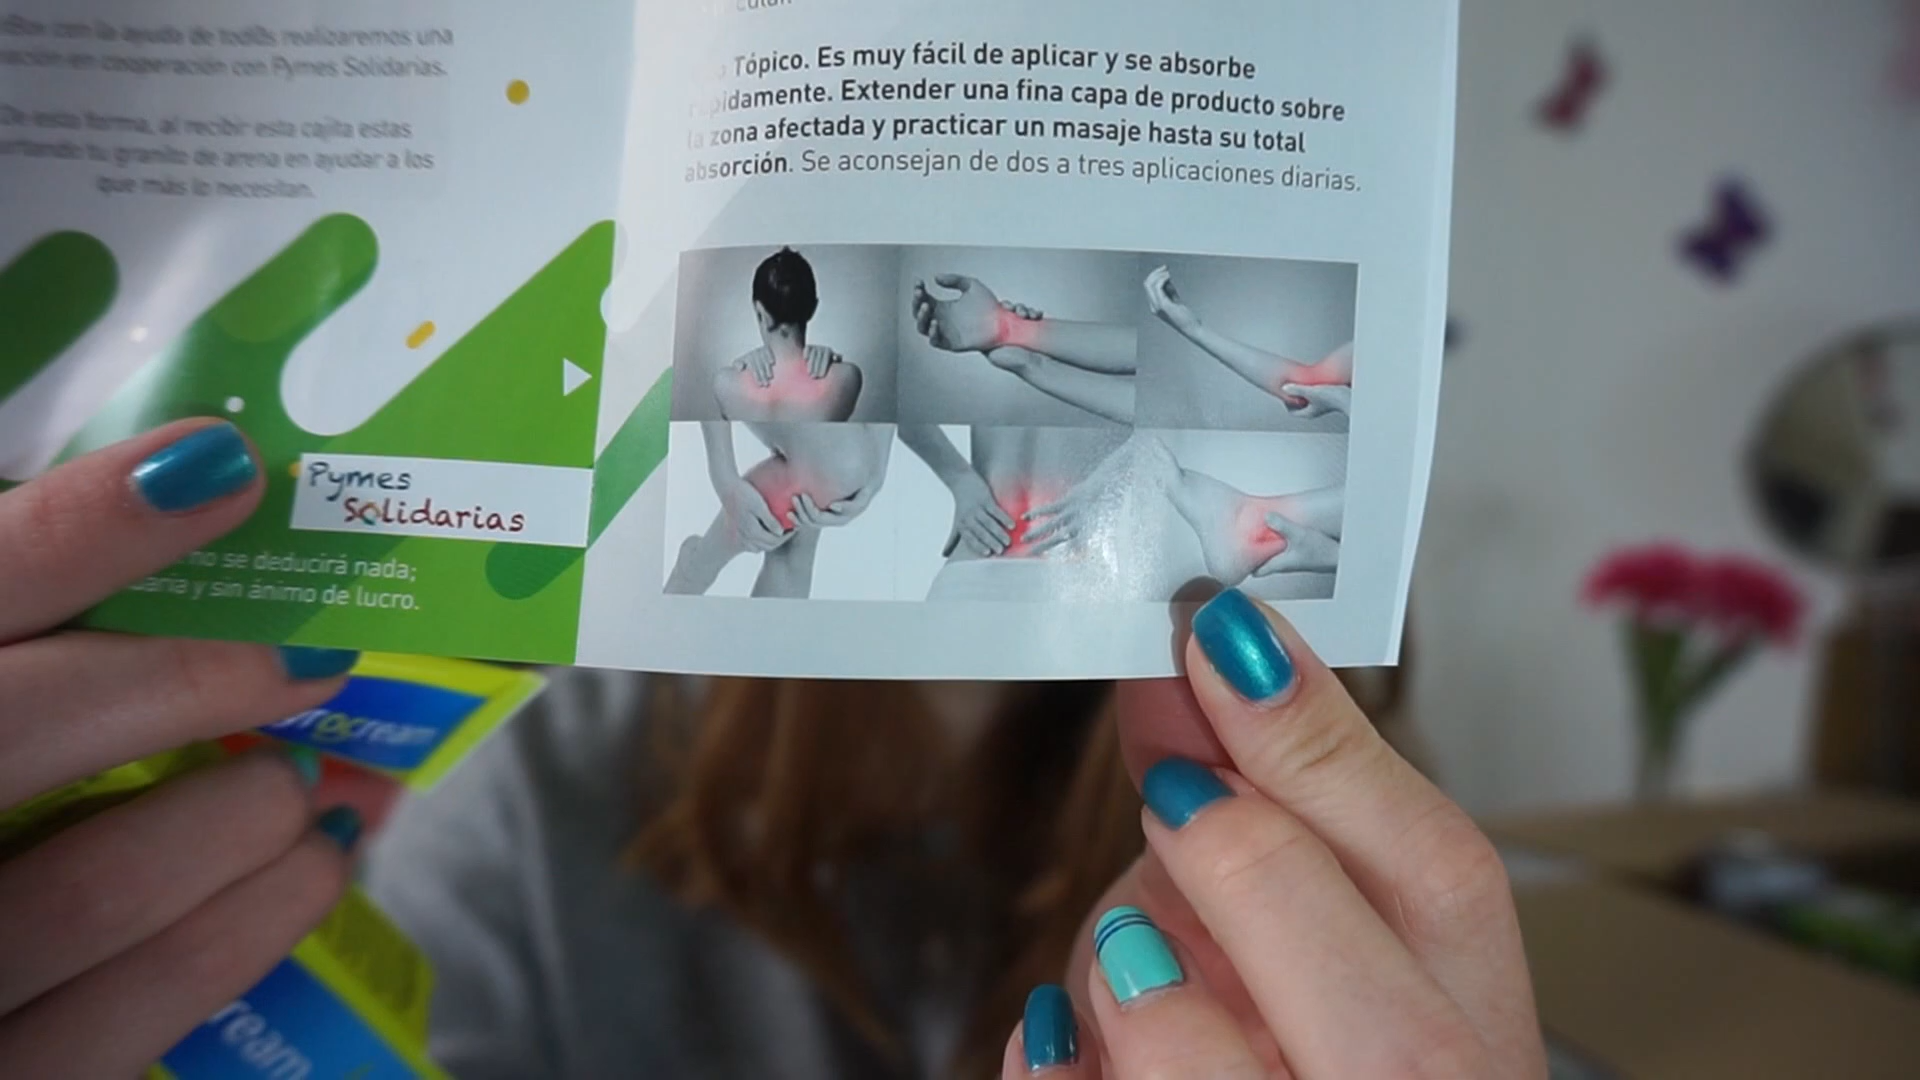 con la ayuda de todos realizaremos una
en cooperación con Pymes Solidarias.
De esta forma, al recibir esta cajita estas
tu granito de arena en ayudar a los
que más lo necesitan.
Pymes
Solidarias
no se deducirá nada;
y sin ánimo de lucro.
Tópico. Es muy fácil de aplicar y se absorbe
rápidamente. Extender una fina capa de producto sobre
la zona afectada y practicar un masaje hasta su total
absorción. Se aconsejan de dos a tres aplicaciones diarias.